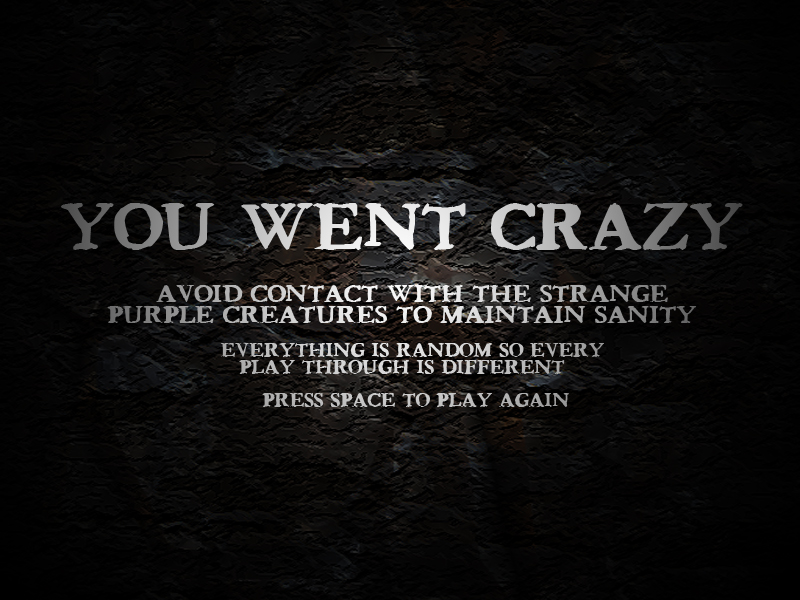 YOU WENT CRAZY
AVOID CONTACT WITH THE STRANGE
PURPLE CREATURES TO MAINTAIN SANITY
EVERYTHING IS RANDOM SO EVERY
PLAY THROUGH IS DIFFERENT
PRESS SPACE TO PLAY AGAIN